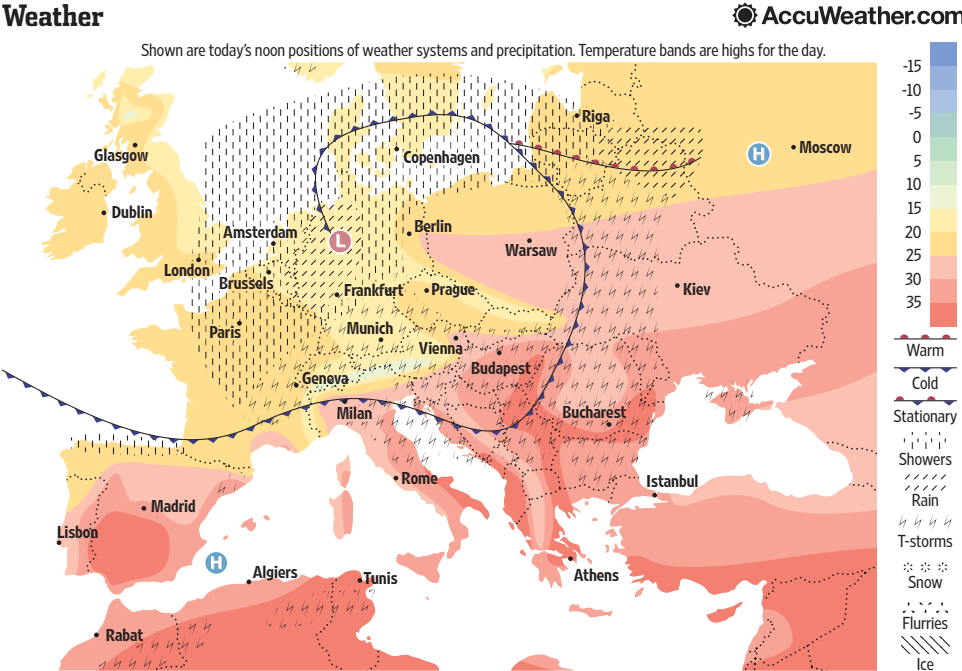 Weather
AccuWeather.com
Shown are today's noon positions of weather systems and precipitation. Temperature bands are highs for the day.
-15
-10
-5
0
5
10
15
20
25
30
35
Warm
Cold
Stationary
Showers
Rain
T-storms
Snow
Flurries
Ice
Riga
H
Moscow
Glasgow
Copenhagen
Dublin
Amsterdam
L
Berlin
Warsaw
London
Brussels
Frankfurt
Prague
Kiev
Paris
Munich
Vienna
Budapest
Geneva
Milan
Bucharest
Rome
Istanbul
Madrid
Lisbon
H
Algiers
Tunis
Athens
Rabat